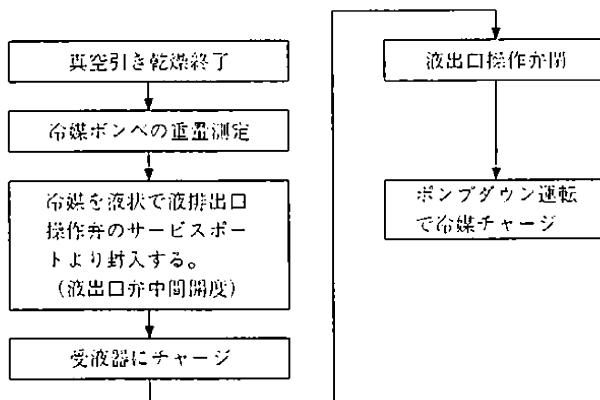 真空引き乾燥終了
冷媒ボンベの重量測定
冷媒を液状で液排出口
操作弁のサービスポー
トより封入する。
（液出口弁中間開度）
受液器にチャージ
液出口操作弁閉
ポンプダウン運転
で冷媒チャージ